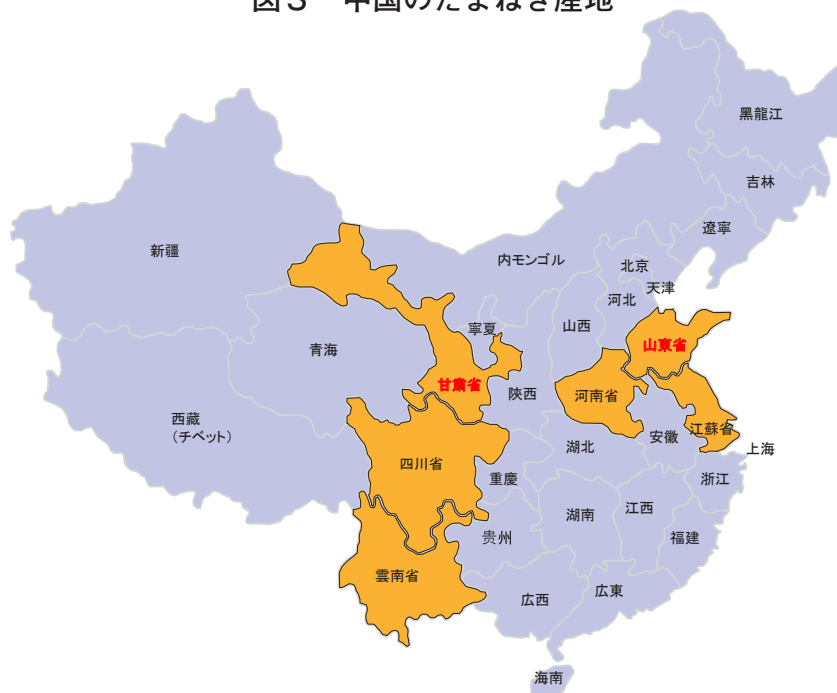 図3 中国のたまねぎ産地
黒龍江
吉林
遼寧
新疆
内モンゴル
北京
天津
河北
寧夏
山西
山東省
青海
甘粛省
陝西
河南省
西藏
（チベット）
江蘇省
安徽
湖北
上海
四川省
重慶
浙江
江西
湖南
贵州
福建
雲南省
広東
広西
海南